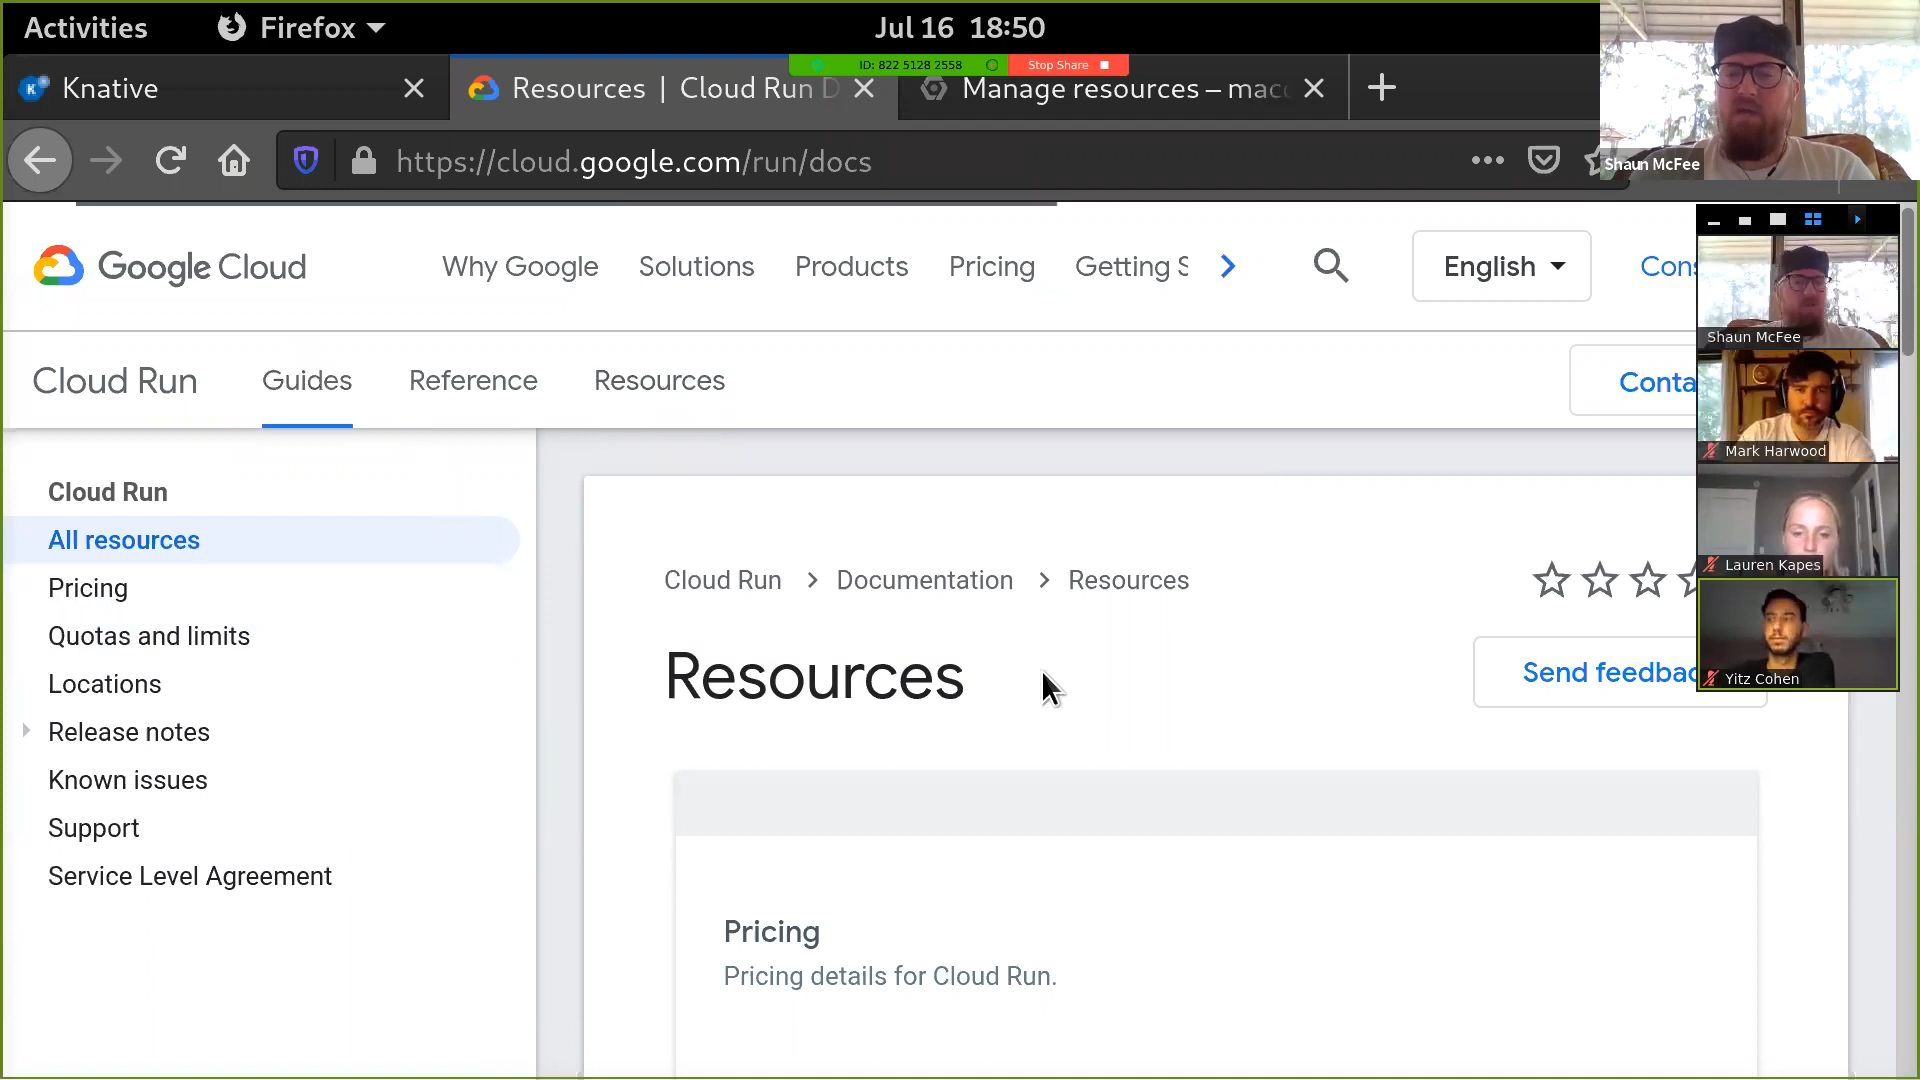 Activities
Firefox
Jul 16 18:50
Knative
Resources | Cloud Run D
Manage resources – mac
ID: 822 5128 2558
Stop Share
https://cloud.google.com/run/docs
Shaun McFee
Google Cloud
Why Google
Solutions
Products
Pricing
Getting S
English
Cons
Shaun McFee
Cloud Run
Guides
Reference
Resources
Conta
Mark Harwood
Cloud Run
All resources
Pricing
Quotas and limits
Locations
Release notes
Known issues
Support
Service Level Agreement
Cloud Run > Documentation > Resources
Lauren Kapes
Resources
Send feedbac
Yitz Cohen
Pricing
Pricing details for Cloud Run.